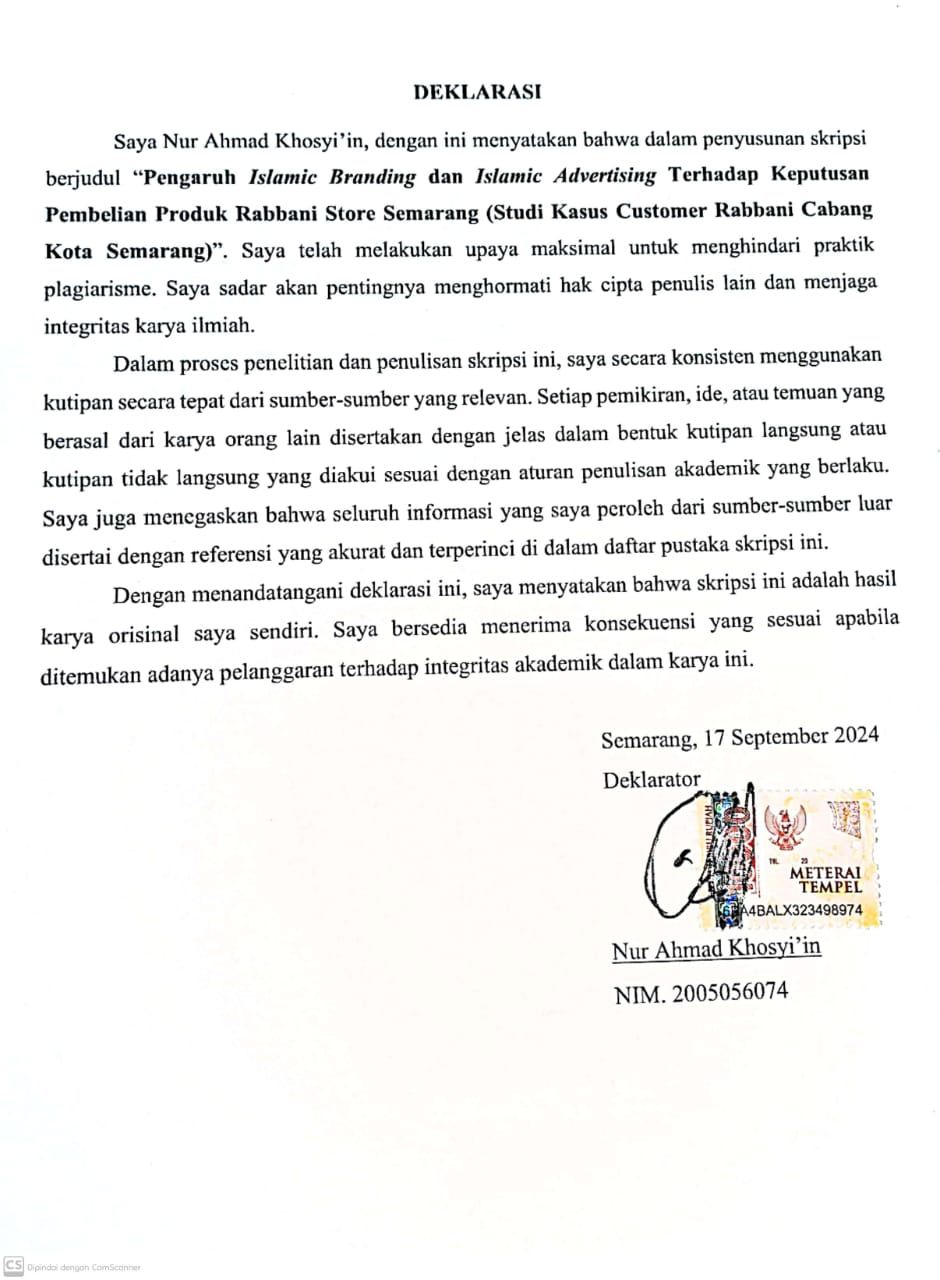 DEKLARASI
Saya Nur Ahmad Khosyi’in, dengan ini menyatakan bahwa dalam penyusunan skripsi
berjudul “Pengaruh Islamic Branding dan Islamic Advertising Terhadap Keputusan
Pembelian Produk Rabbani Store Semarang (Studi Kasus Customer Rabbani Cabang
Kota Semarang)”. Saya telah melakukan upaya maksimal untuk menghindari praktik
plagiarisme. Saya sadar akan pentingnya menghormati hak cipta penulis lain dan menjaga
integritas karya ilmiah.
Dalam proses penelitian dan penulisan skripsi ini, saya secara konsisten menggunakan
kutipan secara tepat dari sumber-sumber yang relevan. Setiap pemikiran, ide, atau temuan yang
berasal dari karya orang lain disertakan dengan jelas dalam bentuk kutipan langsung atau
kutipan tidak langsung yang diakui sesuai dengan aturan penulisan akademik yang berlaku.
Saya juga menegaskan bahwa seluruh informasi yang saya peroleh dari sumber-sumber luar
disertai dengan referensi yang akurat dan terperinci di dalam daftar pustaka skripsi ini.
Dengan menandatangani deklarasi ini, saya menyatakan bahwa skripsi ini adalah hasil
karya orisinal saya sendiri. Saya bersedia menerima konsekuensi yang sesuai apabila
ditemukan adanya pelanggaran terhadap integritas akademik dalam karya ini.
Semarang, 17 September 2024
Deklarator
TGL. 20
METERAI
TEMPEL
A4BALX323498974
Nur Ahmad Khosyi’in
NIM. 2005056074
CS Dipindai dengan CamScanner